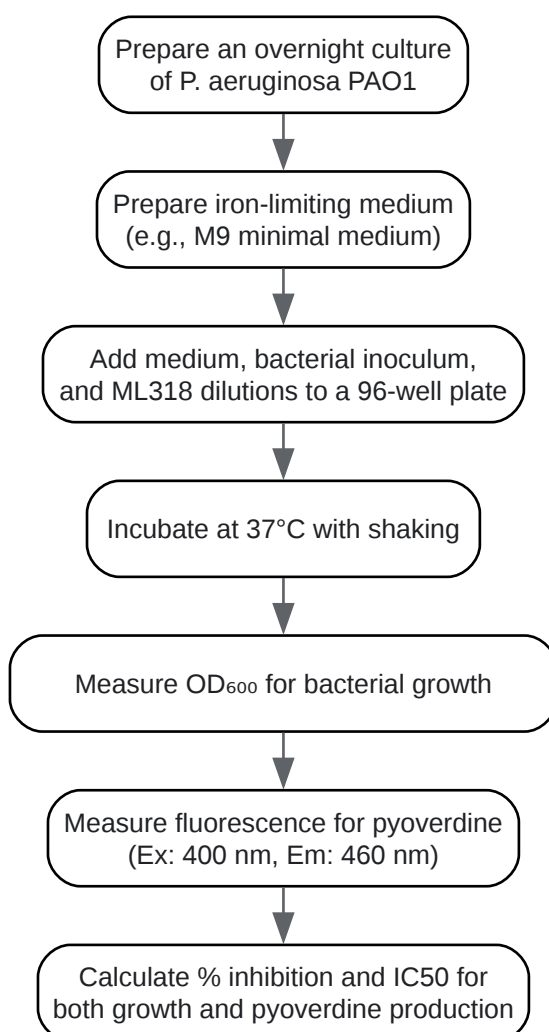 Prepare an overnight culture
of P. aeruginosa PAO1
Prepare iron-limiting medium
(e.g., M9 minimal medium)
Add medium, bacterial inoculum,
and ML318 dilutions to a 96-well plate
Incubate at 37°C with shaking
Measure OD₆₀₀ for bacterial growth
Measure fluorescence for pyoverdine
(Ex: 400 nm, Em: 460 nm)
Calculate % inhibition and IC50 for
both growth and pyoverdine production